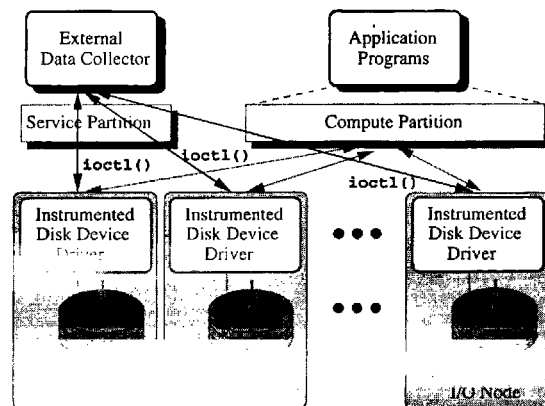 External
Data Collector
Application
Programs
Service Partition
Compute Partition
ioctl()
ioctl()
ioctl()
Instrumented
Disk Device
Driver
Instrumented
Disk Device
Driver
Instrumented
Disk Device
Driver
I/O Node